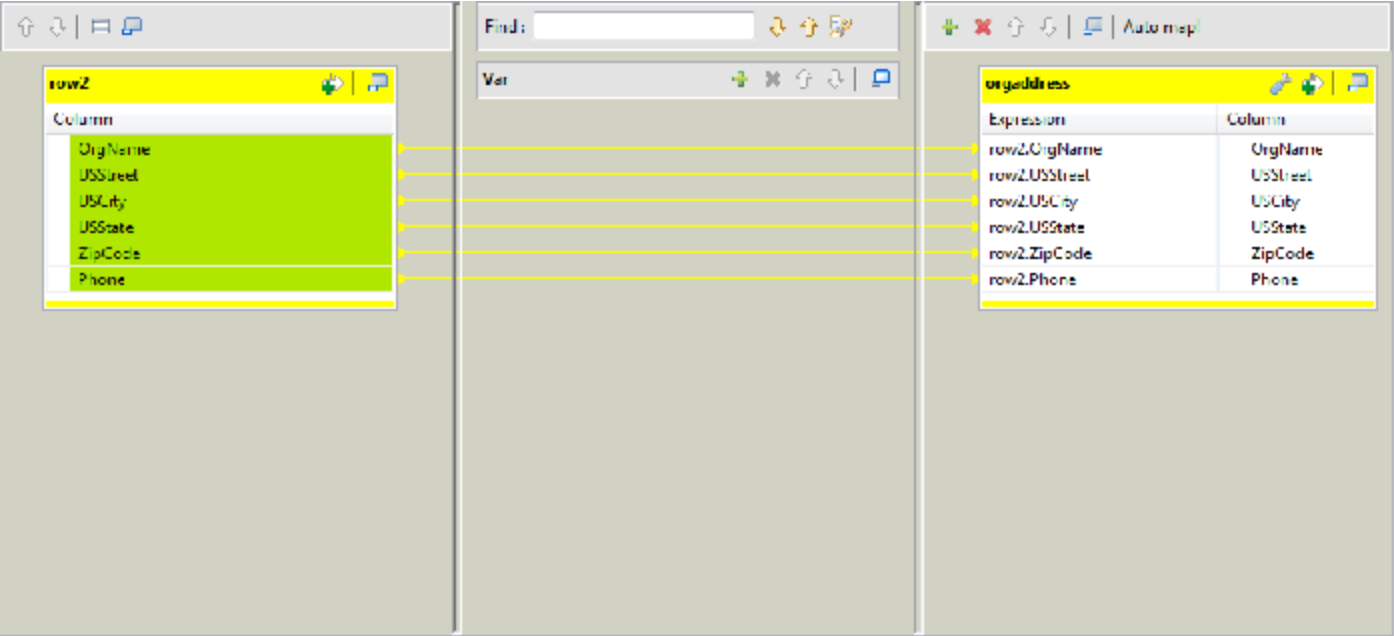 Find:
Auto map!
row2
Column
OrgName
USStreet
USCity
USState
ZipCode
Phone
Var
orgaddress
Expression Column
row2.OrgName OrgName
row2.USStreet USStreet
row2.USCity USCity
row2.USState USState
row2.ZipCode ZipCode
row2.Phone Phone